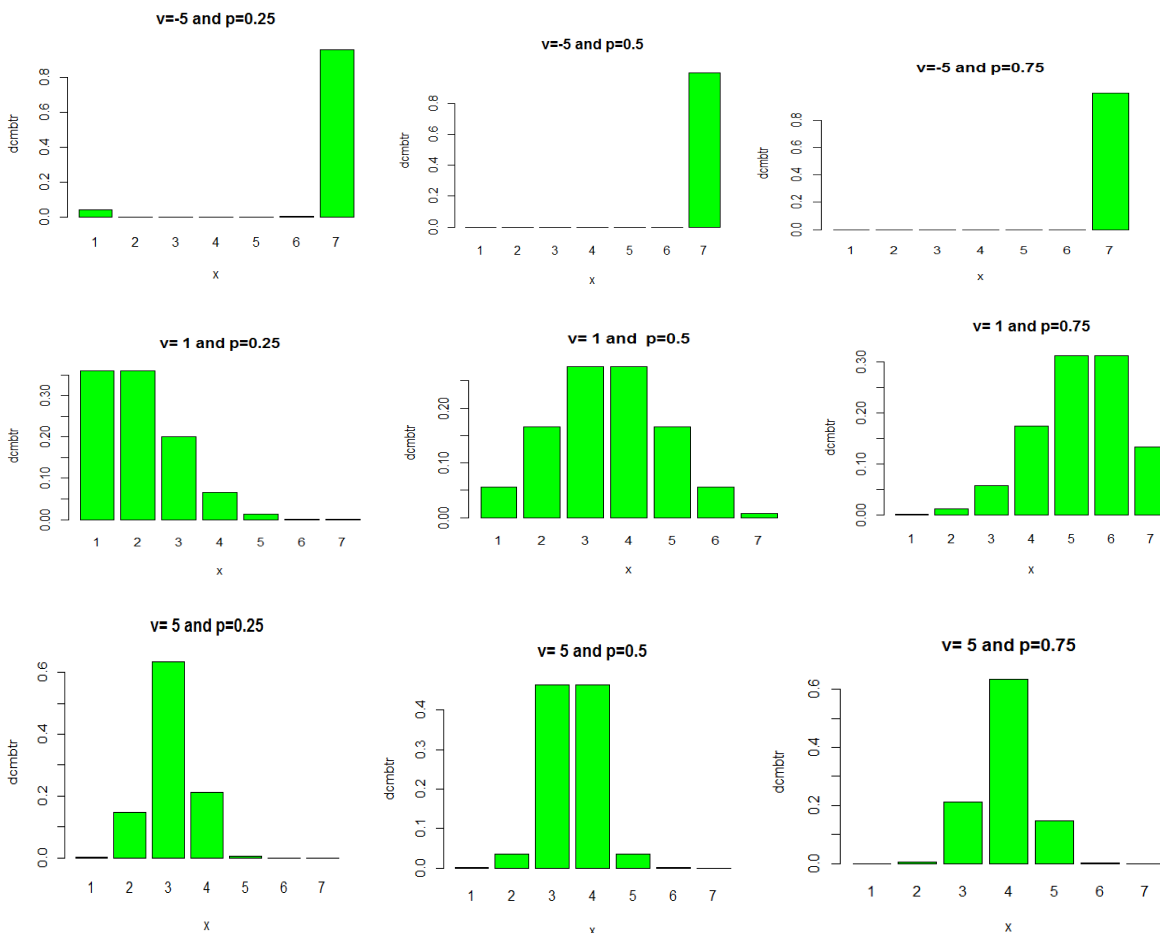 v=-5 and p=0.25
0.0 0.2 0.4 0.6 0.8
dcmbtr
1 2 3 4 5 6 7
x
v=-5 and p=0.5
0.0 0.2 0.4 0.6 0.8
dcmbtr
1 2 3 4 5 6 7
x
v=-5 and p=0.75
0.0 0.2 0.4 0.6 0.8
dcmbtr
1 2 3 4 5 6 7
x
v= 1 and p=0.25
0.00 0.10 0.20 0.30
dcmbtr
1 2 3 4 5 6 7
x
v= 1 and p=0.5
0.00 0.10 0.20
dcmbtr
1 2 3 4 5 6 7
x
v= 1 and p=0.75
0.00 0.10 0.20 0.30
dcmbtr
1 2 3 4 5 6 7
x
v= 5 and p=0.25
0.0 0.2 0.4 0.6
dcmbtr
1 2 3 4 5 6 7
x
v= 5 and p=0.5
0.0 0.1 0.2 0.3 0.4
dcmbtr
1 2 3 4 5 6 7
x
v= 5 and p=0.75
0.0 0.2 0.4 0.6
dcmbtr
1 2 3 4 5 6 7
x